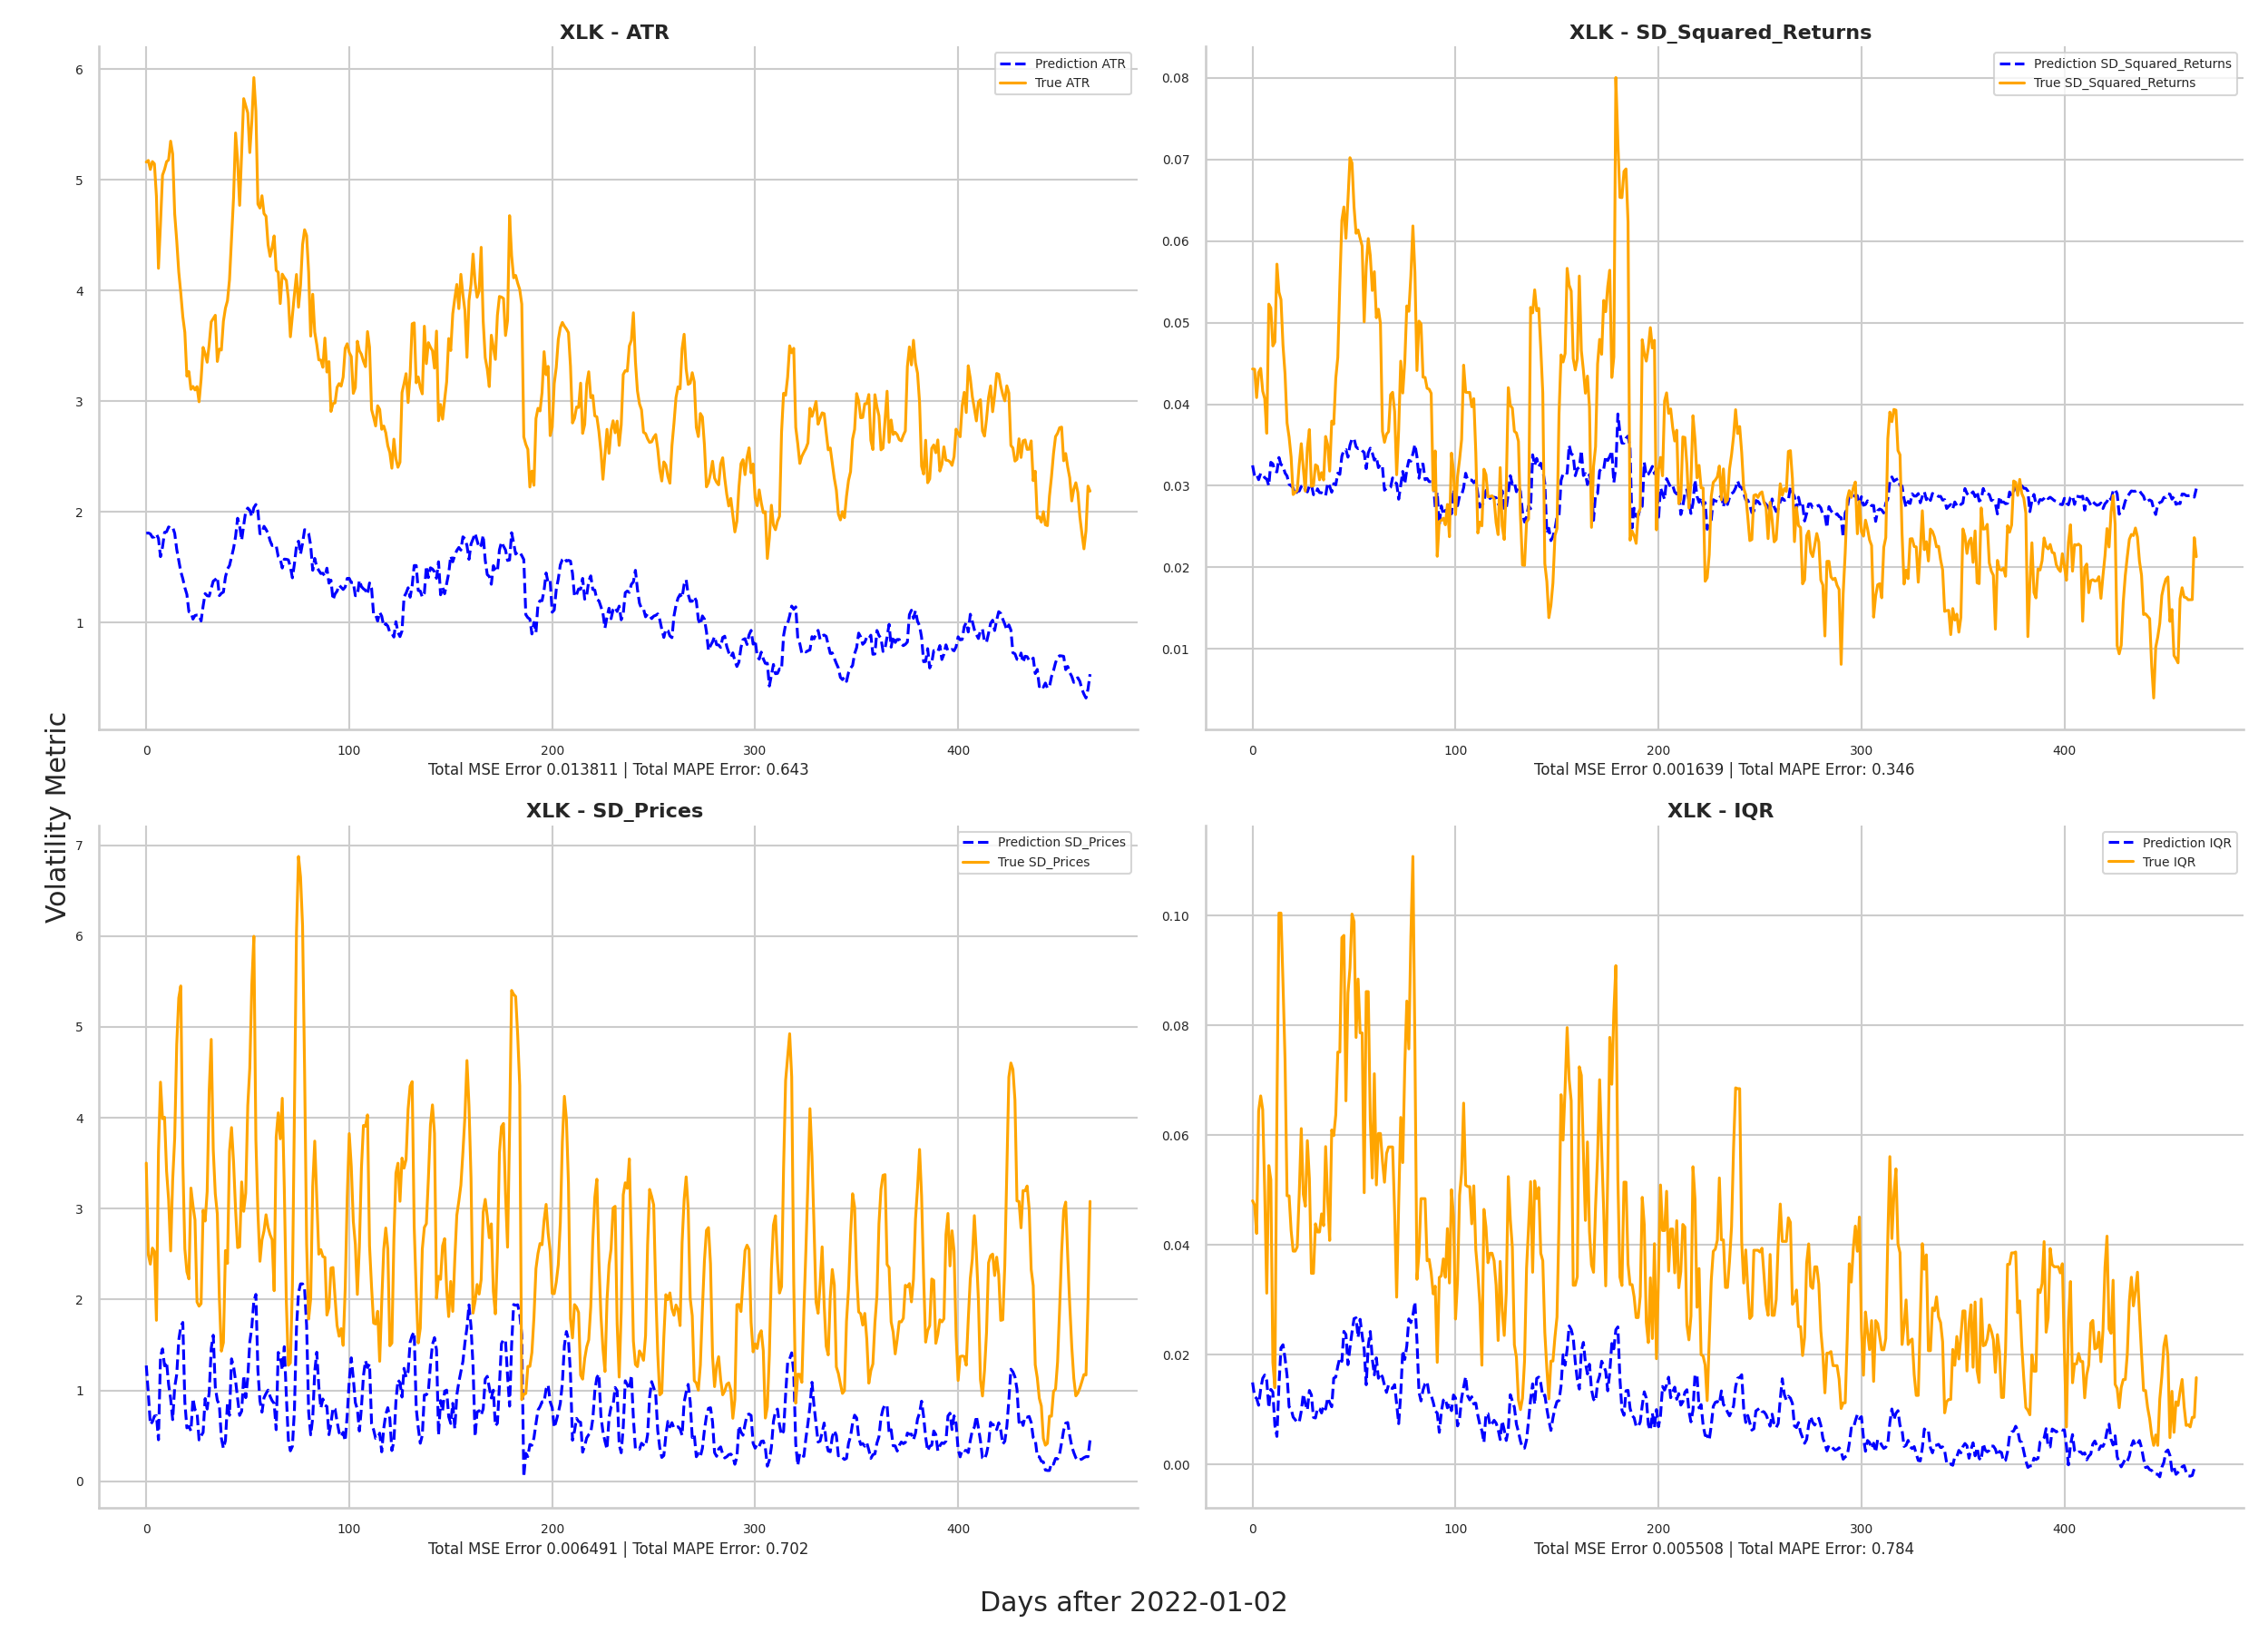 XLK - ATR
Prediction ATR
True ATR
6
5
4
3
2
1
0 100 200 300 400
Total MSE Error 0.013811 | Total MAPE Error: 0.643
XLK - SD_Squared_Returns
Prediction SD_Squared_Returns
True SD_Squared_Returns
0.08
0.07
0.06
0.05
0.04
0.03
0.02
0.01
0 100 200 300 400
Total MSE Error 0.001639 | Total MAPE Error: 0.346
Volatility Metric
XLK - SD_Prices
Prediction SD_Prices
True SD_Prices
7
6
5
4
3
2
1
0
0 100 200 300 400
Total MSE Error 0.006491 | Total MAPE Error: 0.702
XLK - IQR
Prediction IQR
True IQR
0.10
0.08
0.06
0.04
0.02
0.00
0 100 200 300 400
Total MSE Error 0.005508 | Total MAPE Error: 0.784
Days after 2022-01-02